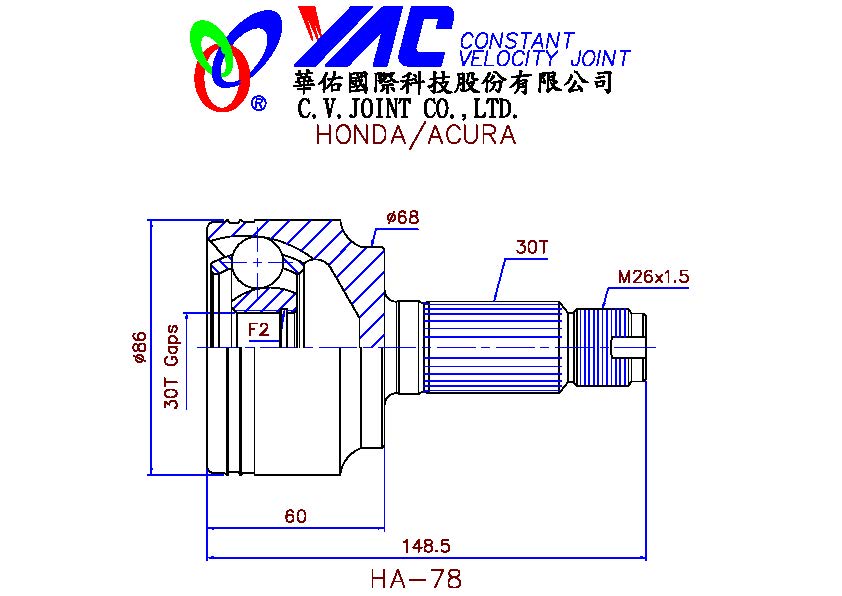 YAC CONSTANT
VELOCITY JOINT
®
華佑國際科技股份有限公司
C.V.JOINT CO.,LTD.
HONDA/ACURA
ø68
30T
M26x1.5
F2
ø86
30T Gaps
60
148.5
HA-78